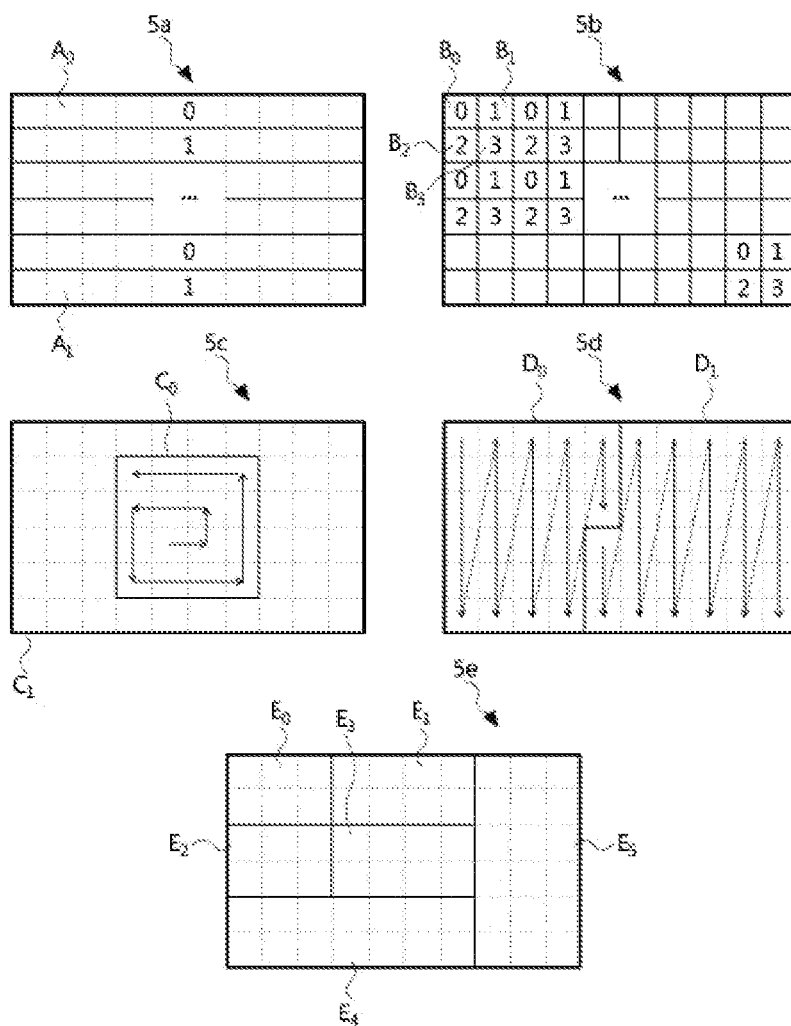 5a
A₀
0
1
...
0
1
A₁
5b
B₀ B₁
B₂
B₃
0 1 0 1
2 3 2 3
0 1 0 1
2 3 2 3
...
0 1
2 3
5c
C₀
C₁
5d
D₀ D₁
5e
E₀ E₃
E₂ E₅
E₄